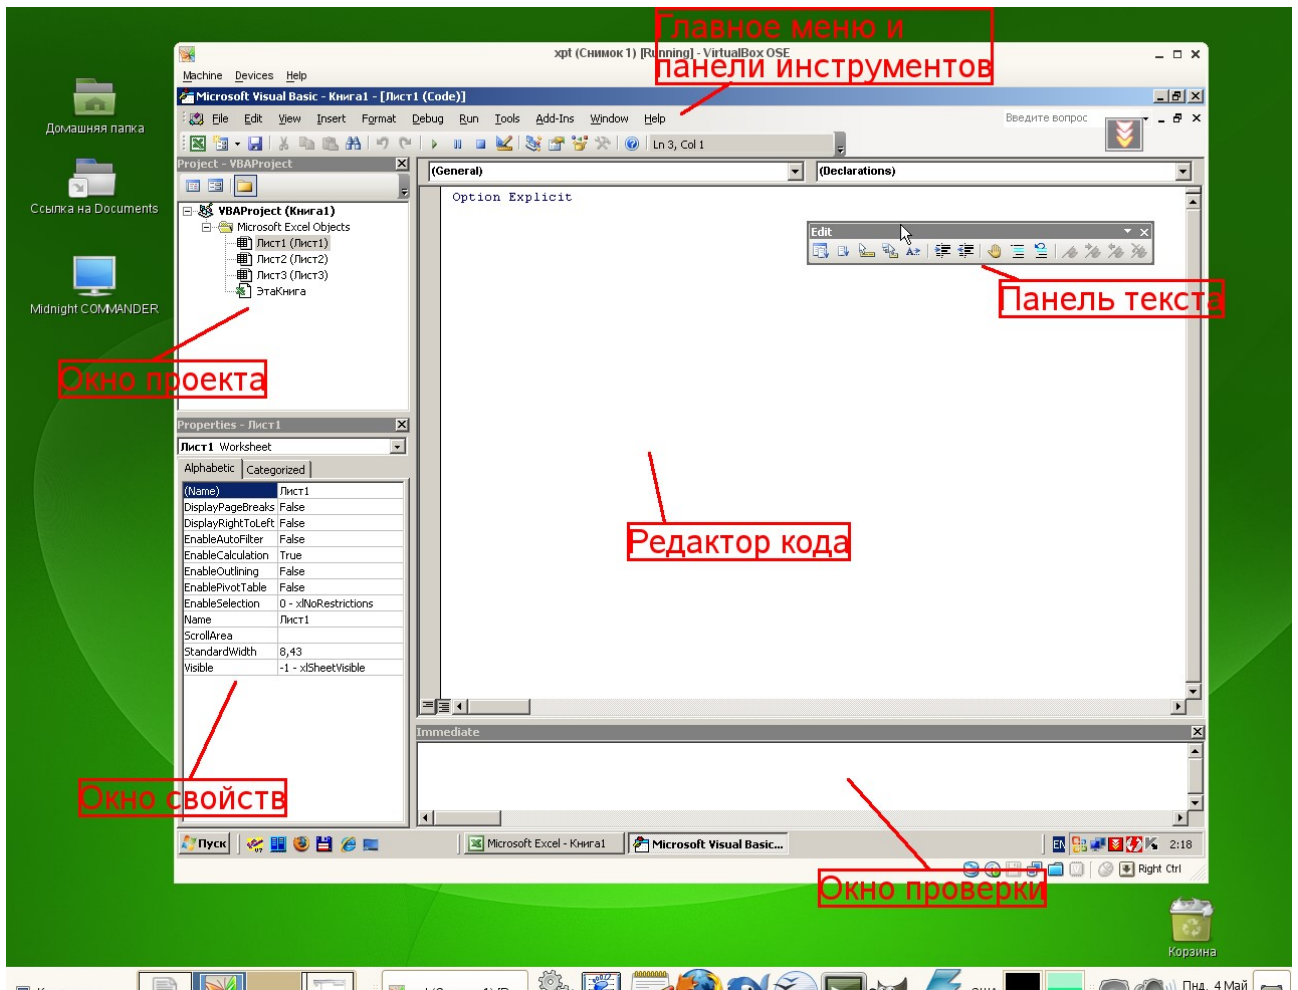 Главное меню и
панели инструментов
xpt (Снимок 1) [Running] - VirtualBox OSE
Machine Devices Help
Microsoft Visual Basic - Книга1 - [Лист1 (Code)]
File Edit View Insert Format Debug Run Tools Add-Ins Window Help
Введите вопрос
Ln 3, Col 1
Домашняя папка
Ссылка на Documents
Midnight COMMANDER
Project - VBAProject
VBAProject (Книга1)
Microsoft Excel Objects
Лист1 (Лист1)
Лист2 (Лист2)
Лист3 (Лист3)
ЭтаКнига
Окно проекта
(General)
(Declarations)
Option Explicit
Edit
Панель текста
Редактор кода
Properties - Лист1
Лист1 Worksheet
Alphabetic Categorized
(Name) Лист1
DisplayPageBreaks False
DisplayRightToLeft False
EnableAutoFilter False
EnableCalculation True
EnableOutlining False
EnablePivotTable False
EnableSelection 0 - xlNoRestrictions
Name Лист1
ScrollArea
StandardWidth 8,43
Visible -1 - xlSheetVisible
Окно свойств
Immediate
Окно проверки
Пуск
Microsoft Excel - Книга1
Microsoft Visual Basic...
EN
2:18
Right Ctrl
Корзина
Пнд, 4 Май